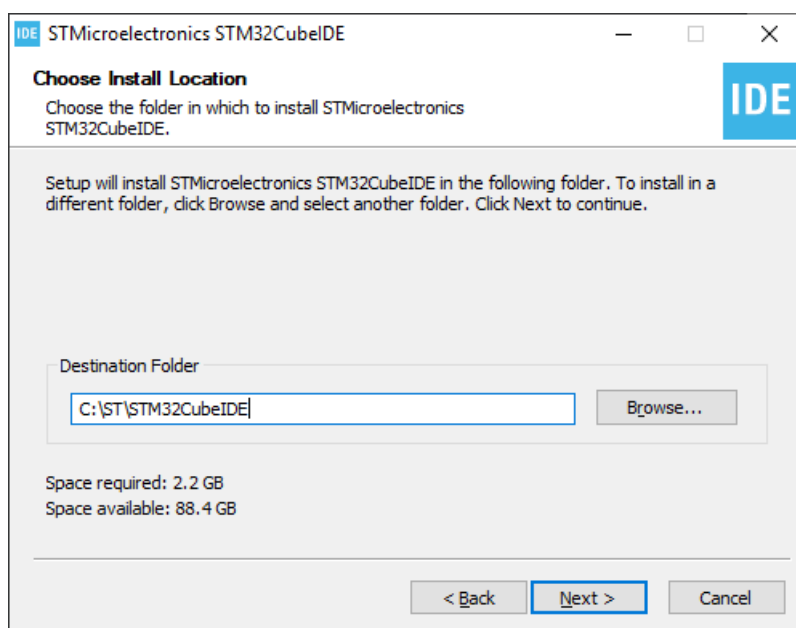 IDE STMicroelectronics STM32CubeIDE
Choose Install Location
Choose the folder in which to install STMicroelectronics
STM32CubeIDE.
IDE
Setup will install STMicroelectronics STM32CubeIDE in the following folder. To install in a
different folder, click Browse and select another folder. Click Next to continue.
Destination Folder
C:\ST\STM32CubeIDE
Browse...
Space required: 2.2 GB
Space available: 88.4 GB
< Back Next > Cancel